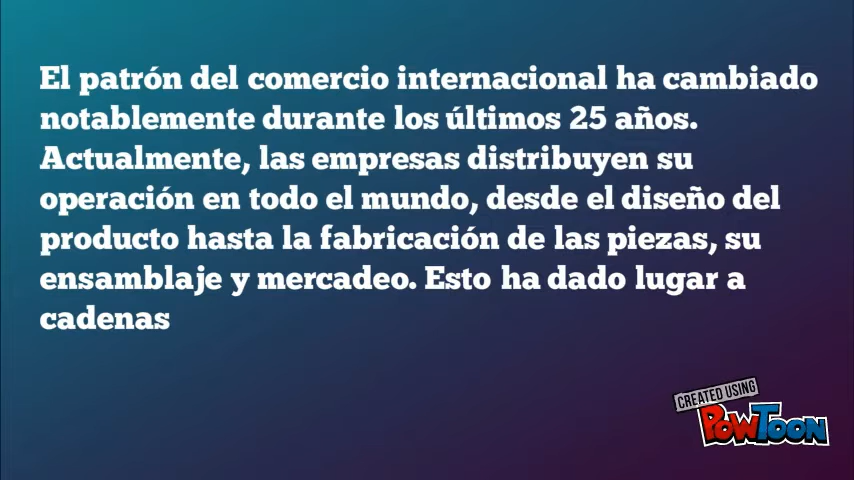 El patrón del comercio internacional ha cambiado
notablemente durante los últimos 25 años.
Actualmente, las empresas distribuyen su
operación en todo el mundo, desde el diseño del
producto hasta la fabricación de las piezas, su
ensamblaje y mercadeo. Esto ha dado lugar a
cadenas
CREATED USING
POWTOON